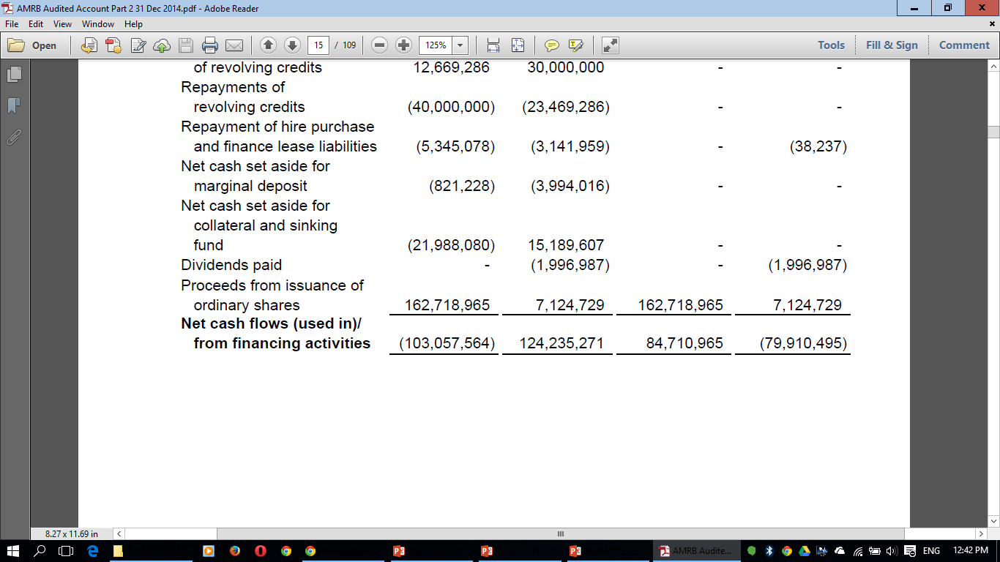 AMRB Audited Account Part 2 31 Dec 2014.pdf - Adobe Reader
File Edit View Window Help
Open 15 / 109 125% Tools Fill & Sign Comment
of revolving credits 12,669,286 30,000,000 - -
Repayments of
revolving credits (40,000,000) (23,469,286) - -
Repayment of hire purchase
and finance lease liabilities (5,345,078) (3,141,959) - (38,237)
Net cash set aside for
marginal deposit (821,228) (3,994,016) - -
Net cash set aside for
collateral and sinking
fund (21,988,080) 15,189,607 - -
Dividends paid - (1,996,987) - (1,996,987)
Proceeds from issuance of
ordinary shares 162,718,965 7,124,729 162,718,965 7,124,729
Net cash flows (used in)/
from financing activities (103,057,564) 124,235,271 84,710,965 (79,910,495)
8.27 x 11.69 in
AMRB Audite... ENG 12:42 PM